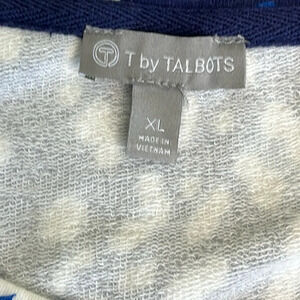 T by TALBOTS
XL
MADE IN
VIETNAM